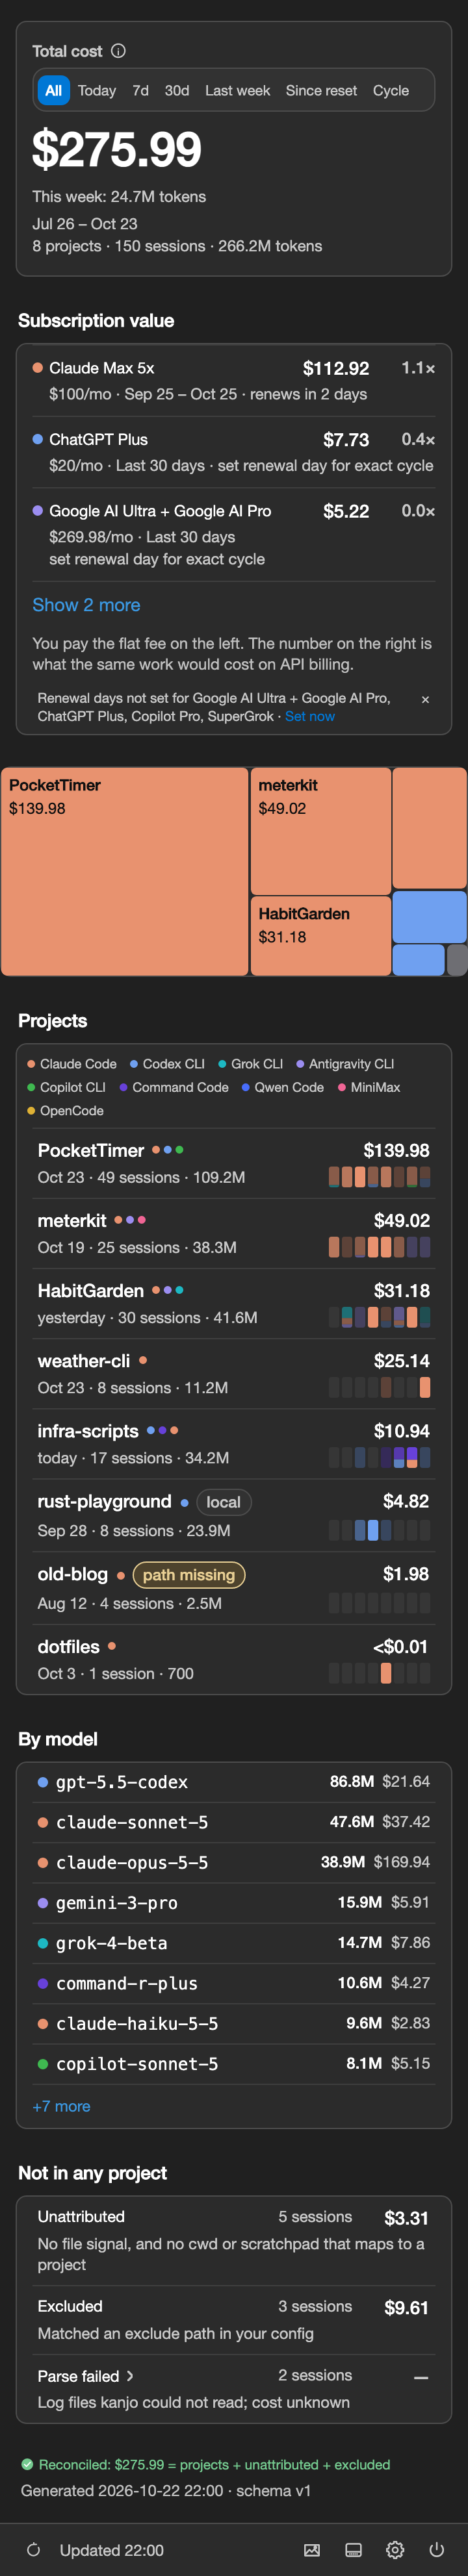 Total cost
All Today 7d 30d Last week Since reset Cycle
$275.99
This week: 24.7M tokens
Jul 26 – Oct 23
8 projects · 150 sessions · 266.2M tokens
Subscription value
Claude Max 5x $112.92 1.1×
$100/mo · Sep 25 – Oct 25 · renews in 2 days
ChatGPT Plus $7.73 0.4×
$20/mo · Last 30 days · set renewal day for exact cycle
Google AI Ultra + Google AI Pro $5.22 0.0×
$269.98/mo · Last 30 days
set renewal day for exact cycle
Show 2 more
You pay the flat fee on the left. The number on the right is
what the same work would cost on API billing.
Renewal days not set for Google AI Ultra + Google AI Pro, ×
ChatGPT Plus, Copilot Pro, SuperGrok · Set now
PocketTimer
$139.98
meterkit
$49.02
HabitGarden
$31.18
Projects
Claude Code Codex CLI Grok CLI Antigravity CLI
Copilot CLI Command Code Qwen Code MiniMax
OpenCode
PocketTimer $139.98
Oct 23 · 49 sessions · 109.2M
meterkit $49.02
Oct 19 · 25 sessions · 38.3M
HabitGarden $31.18
yesterday · 30 sessions · 41.6M
weather-cli $25.14
Oct 23 · 8 sessions · 11.2M
infra-scripts $10.94
today · 17 sessions · 34.2M
rust-playground local $4.82
Sep 28 · 8 sessions · 23.9M
old-blog path missing $1.98
Aug 12 · 4 sessions · 2.5M
dotfiles <$0.01
Oct 3 · 1 session · 700
By model
gpt-5.5-codex 86.8M $21.64
claude-sonnet-5 47.6M $37.42
claude-opus-5-5 38.9M $169.94
gemini-3-pro 15.9M $5.91
grok-4-beta 14.7M $7.86
command-r-plus 10.6M $4.27
claude-haiku-5-5 9.6M $2.83
copilot-sonnet-5 8.1M $5.15
+7 more
Not in any project
Unattributed 5 sessions $3.31
No file signal, and no cwd or scratchpad that maps to a
project
Excluded 3 sessions $9.61
Matched an exclude path in your config
Parse failed 2 sessions —
Log files kanjo could not read; cost unknown
Reconciled: $275.99 = projects + unattributed + excluded
Generated 2026-10-22 22:00 · schema v1
Updated 22:00